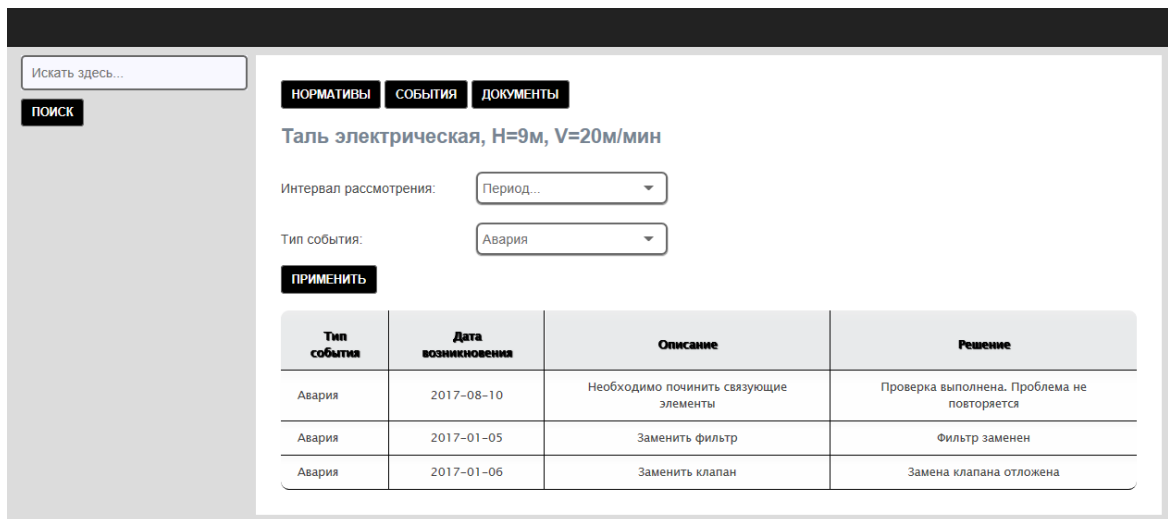 Искать здесь...
ПОИСК
НОРМАТИВЫ СОБЫТИЯ ДОКУМЕНТЫ
Таль электрическая, H=9м, V=20м/мин
Интервал рассмотрения: Период...
Тип события: Авария
ПРИМЕНИТЬ
Тип
события
Дата
возникновения
Описание
Решение
Авария
2017-08-10
Необходимо починить связующие
элементы
Проверка выполнена. Проблема не
повторяется
Авария 2017-01-05 Заменить фильтр Фильтр заменен
Авария 2017-01-06 Заменить клапан Замена клапана отложена